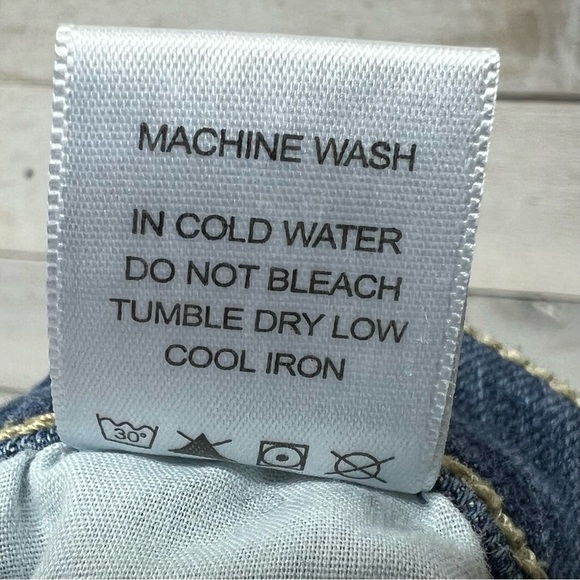 MACHINE WASH
IN COLD WATER
DO NOT BLEACH
TUMBLE DRY LOW
COOL IRON
30°